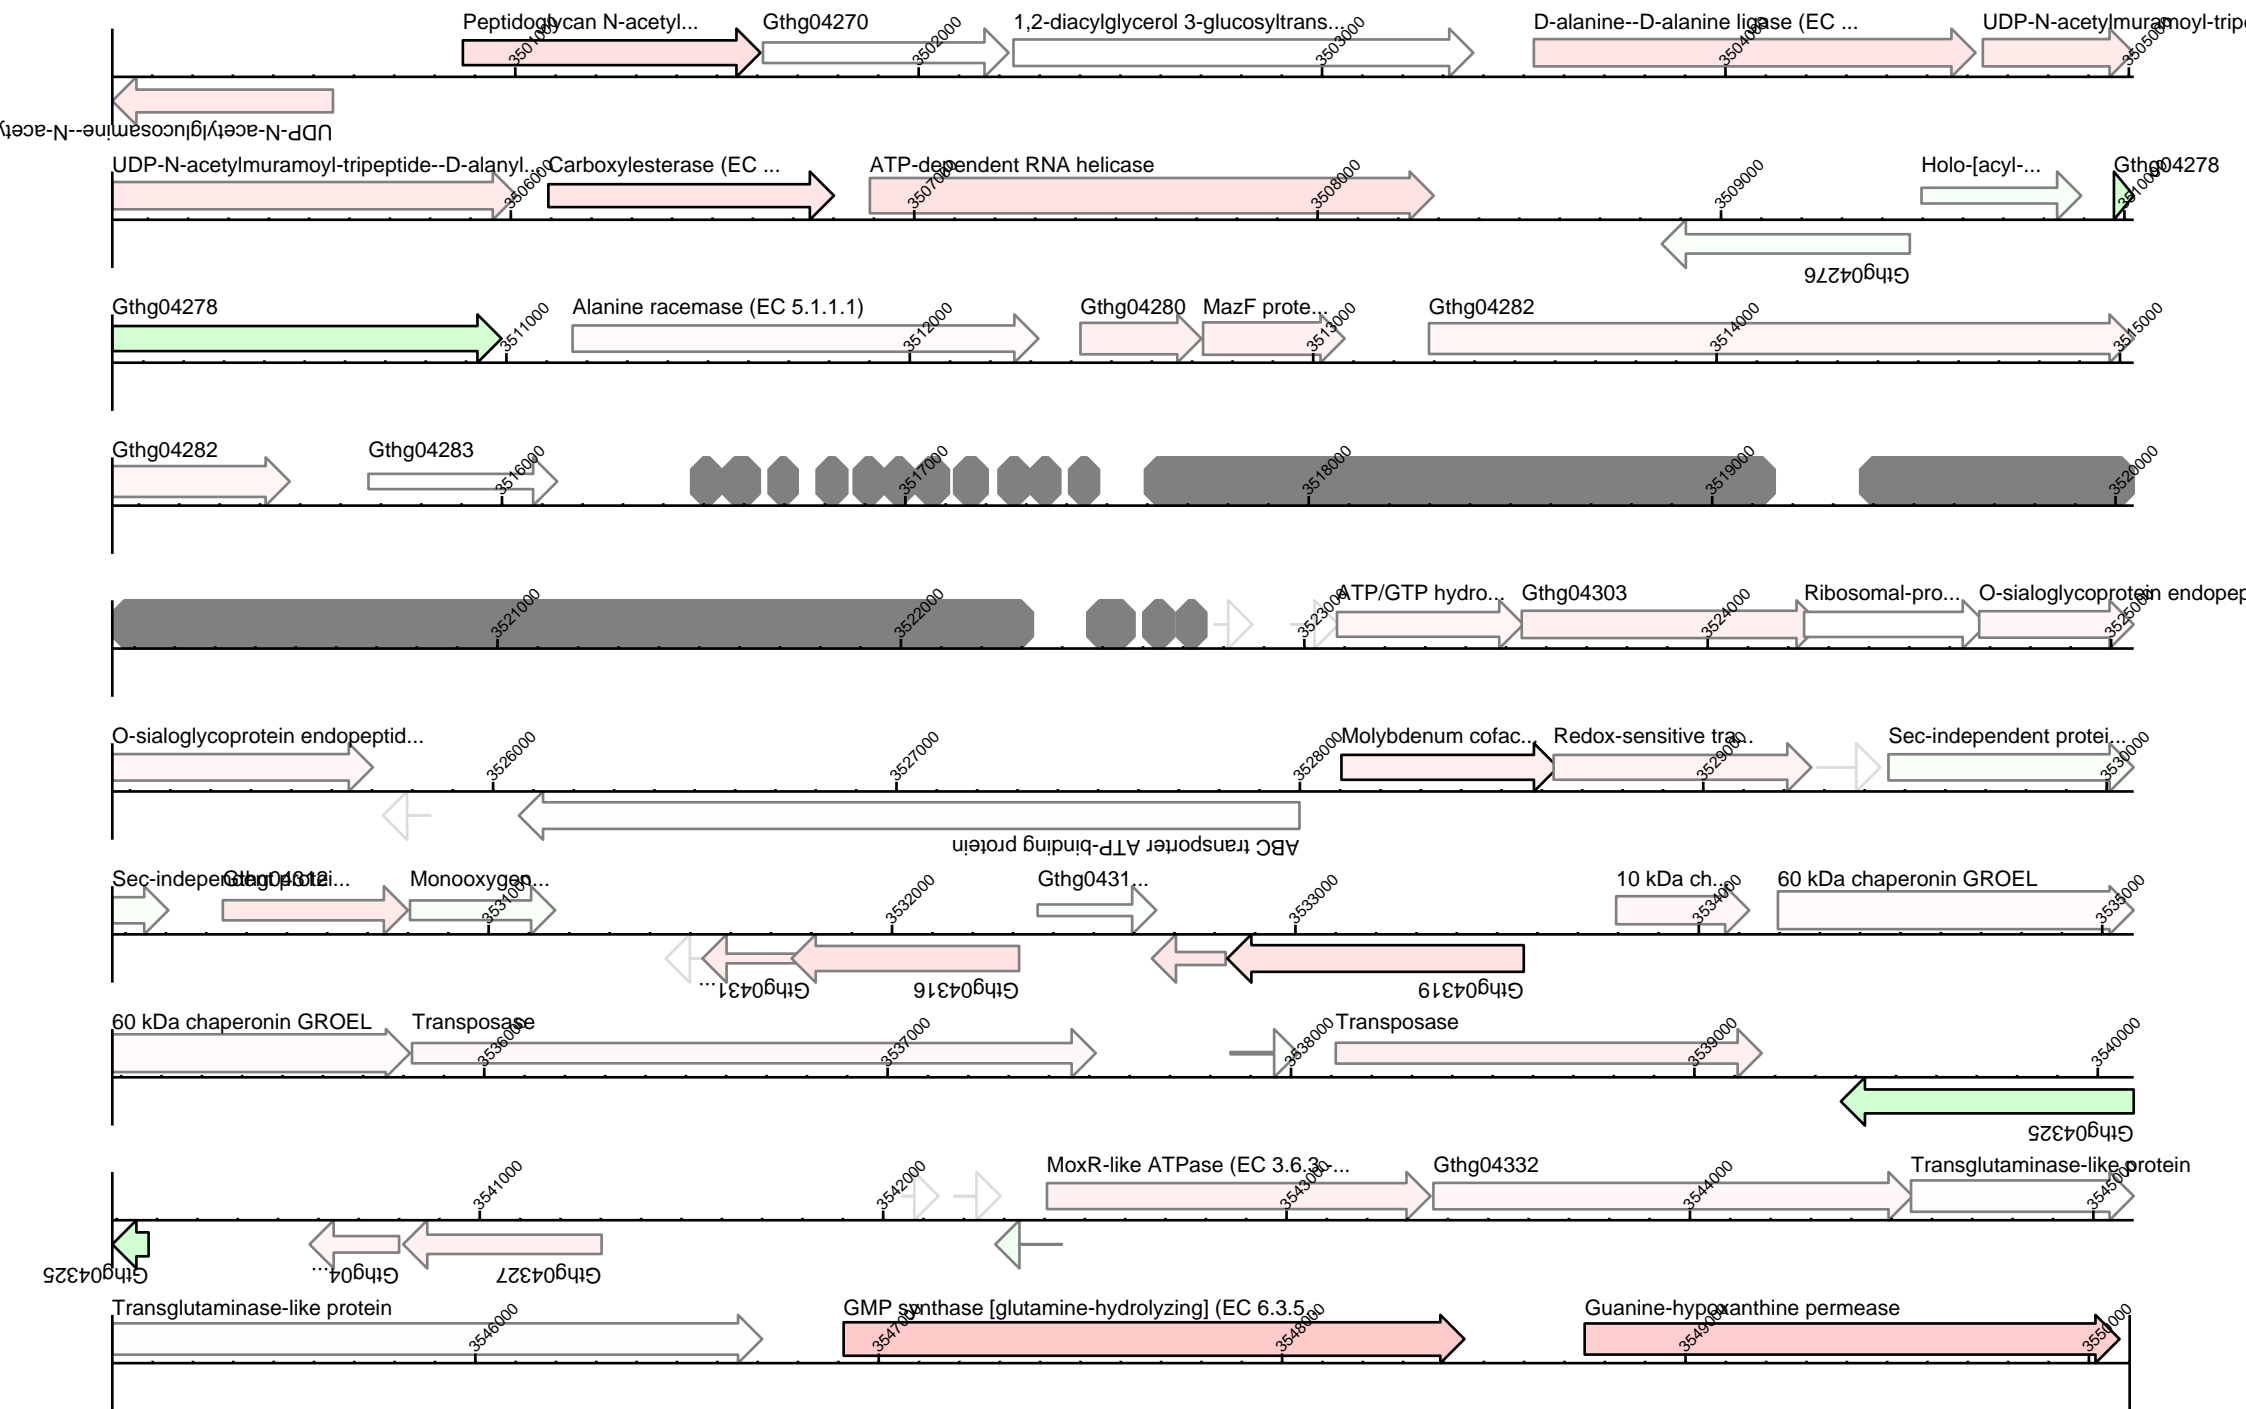 Peptidoglycan N-acetyl... Gthg04270 1,2-diacylglycerol 3-glucosyltrans... D-alanine--D-alanine ligase (EC ... UDP-N-acetylmuramoyl-tripe
3501000 3502000 3503000 3504000 3505000
UDP-N-acetylglucosamine--N-acety
UDP-N-acetylmuramoyl-tripeptide--D-alanyl... Carboxylesterase (EC ... ATP-dependent RNA helicase Holo-[acyl-... Gthg04278
3506000 3507000 3508000 3509000 3510000
Gthg04276
Gthg04278 Alanine racemase (EC 5.1.1.1) Gthg04280 MazF prote... Gthg04282
3511000 3512000 3513000 3514000 3515000
Gthg04282 Gthg04283
3516000 3517000 3518000 3519000 3520000
ATP/GTP hydro... Gthg04303 Ribosomal-pro... O-sialoglycoprotein endopep
3521000 3522000 3523000 3524000 3525000
O-sialoglycoprotein endopeptid... Molybdenum cofac... Redox-sensitive tra... Sec-independent protei...
3526000 3527000 3528000 3529000 3530000
ABC transporter ATP-binding protein
Sec-independent protei... Gthg04312 Monooxygen... Gthg0431... 10 kDa ch... 60 kDa chaperonin GROEL
3531000 3532000 3533000 3534000 3535000
Gthg0431... Gthg04316 Gthg04319
60 kDa chaperonin GROEL Transposase Transposase
3536000 3537000 3538000 3539000 3540000
Gthg04325
MoxR-like ATPase (EC 3.6.3.-... Gthg04332 Transglutaminase-like protein
3541000 3542000 3543000 3544000 3545000
Gthg04325 Gthg04... Gthg04327
Transglutaminase-like protein GMP synthase [glutamine-hydrolyzing] (EC 6.3.5... Guanine-hypoxanthine permease
3546000 3547000 3548000 3549000 3550000